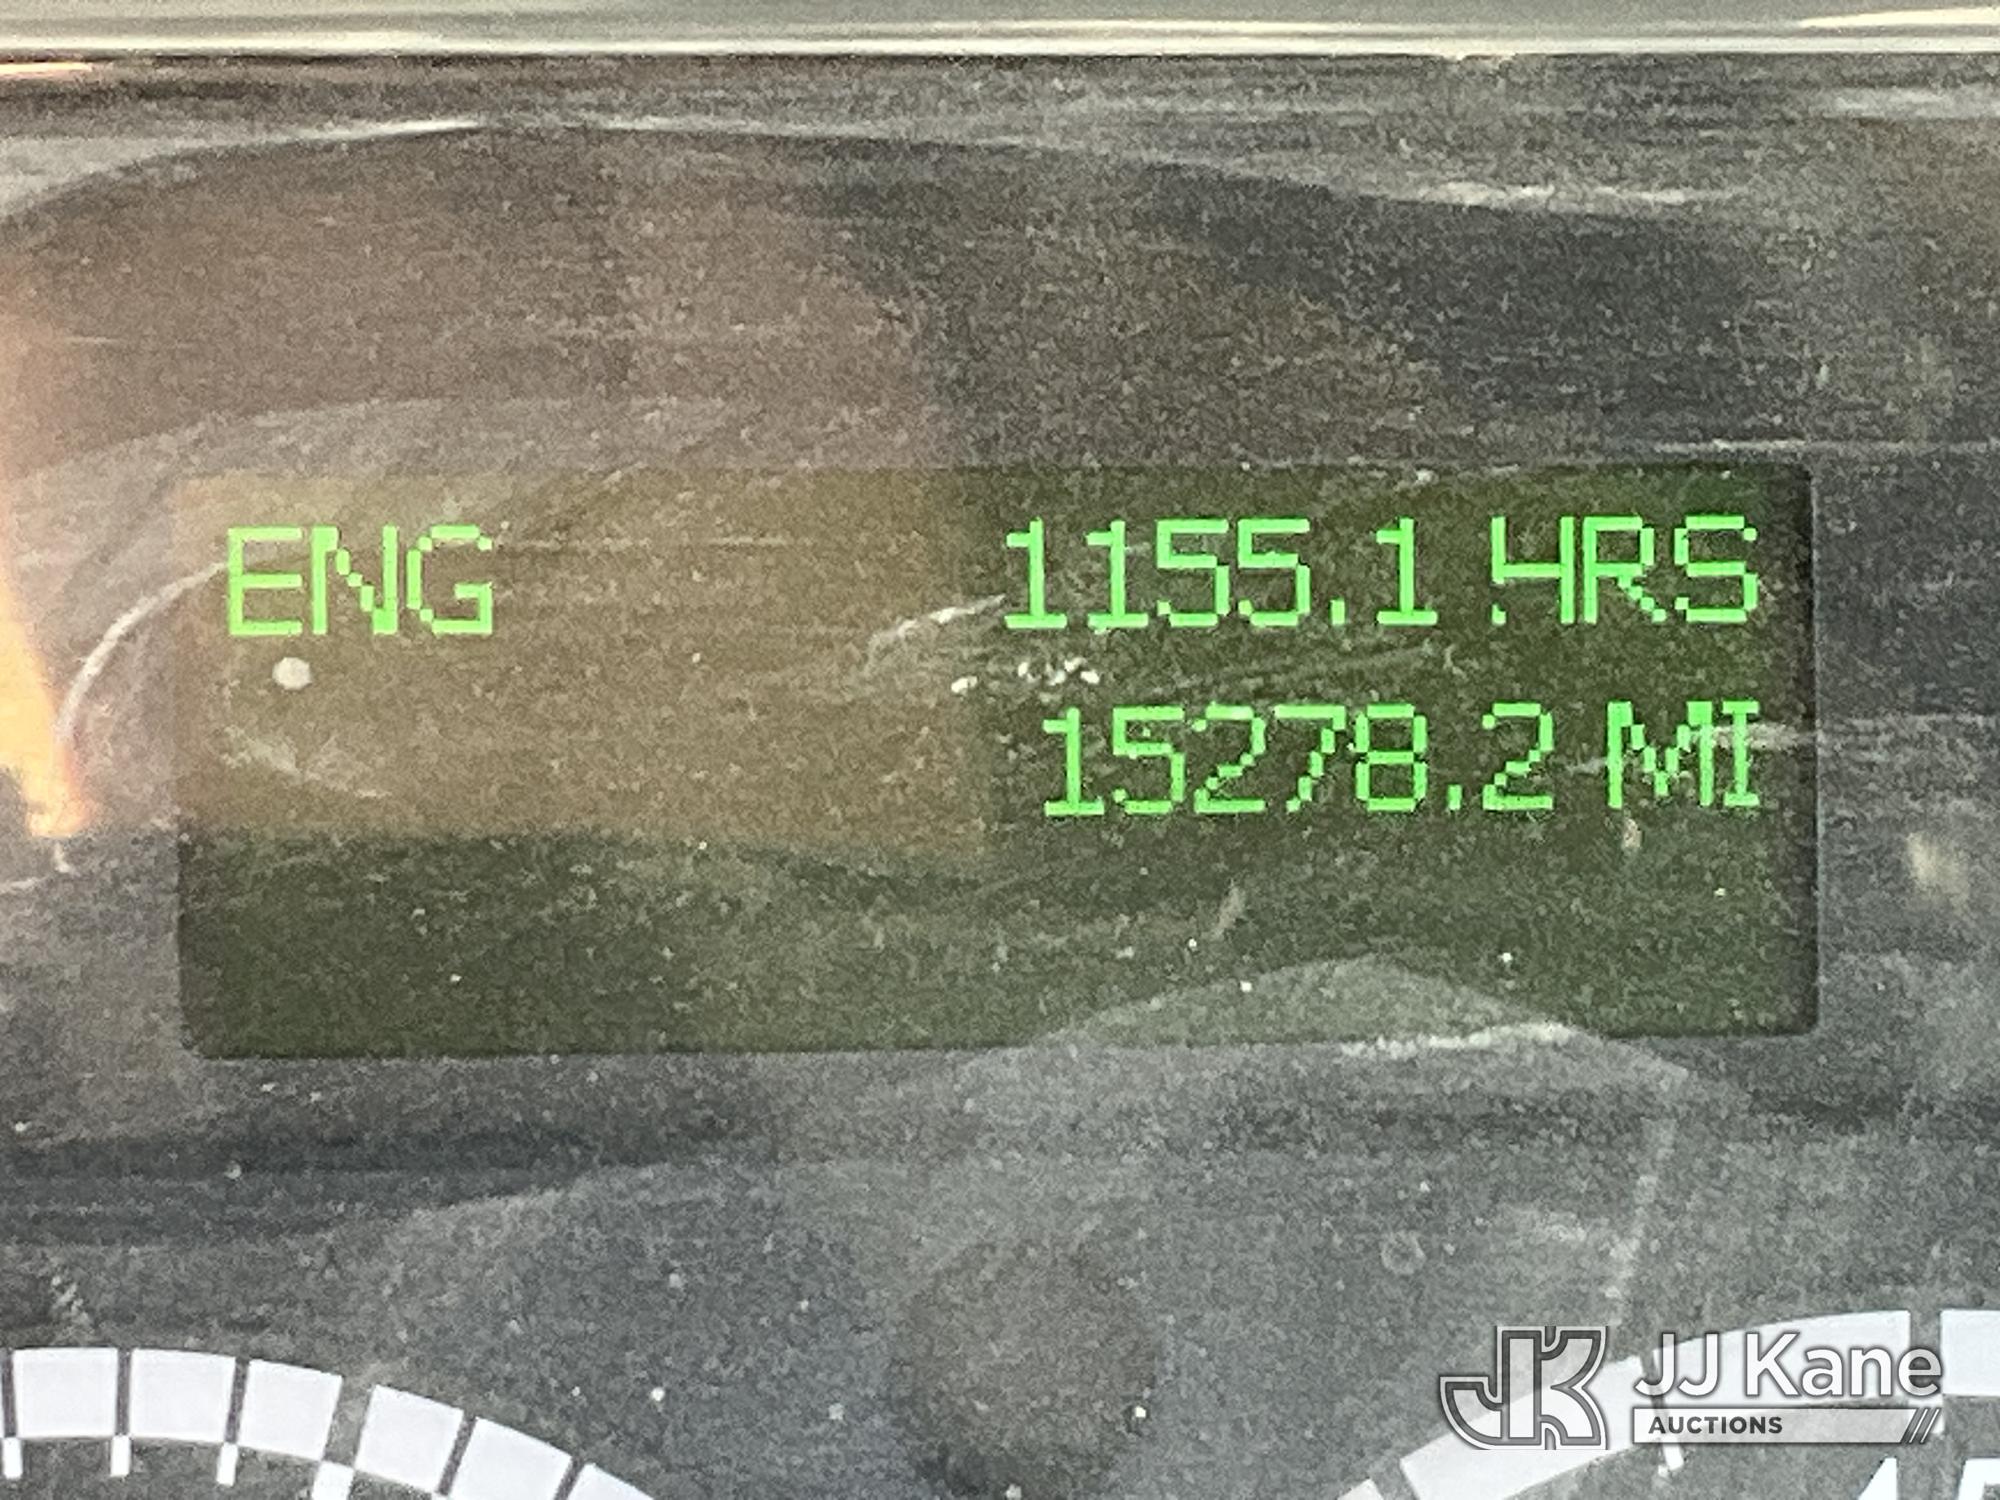 ENG 1155.1 HRS
15278.2 MI
JJ Kane
AUCTIONS